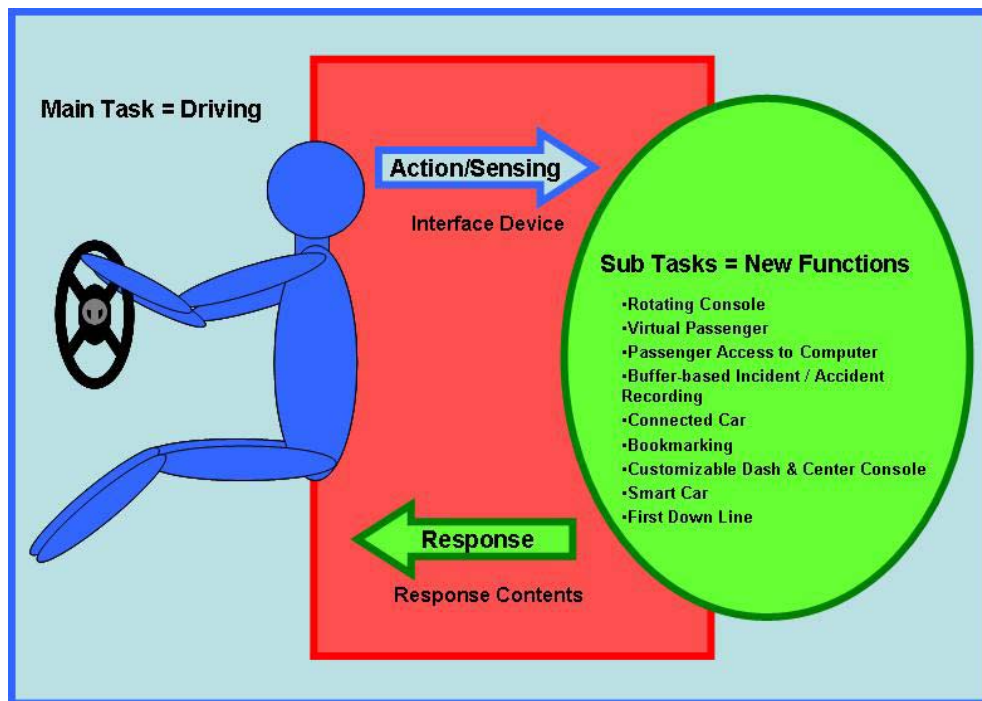 Main Task = Driving
Action/Sensing
Interface Device
Sub Tasks = New Functions
•Rotating Console
•Virtual Passenger
•Passenger Access to Computer
•Buffer-based Incident / Accident
Recording
•Connected Car
•Bookmarking
•Customizable Dash & Center Console
•Smart Car
•First Down Line
Response
Response Contents